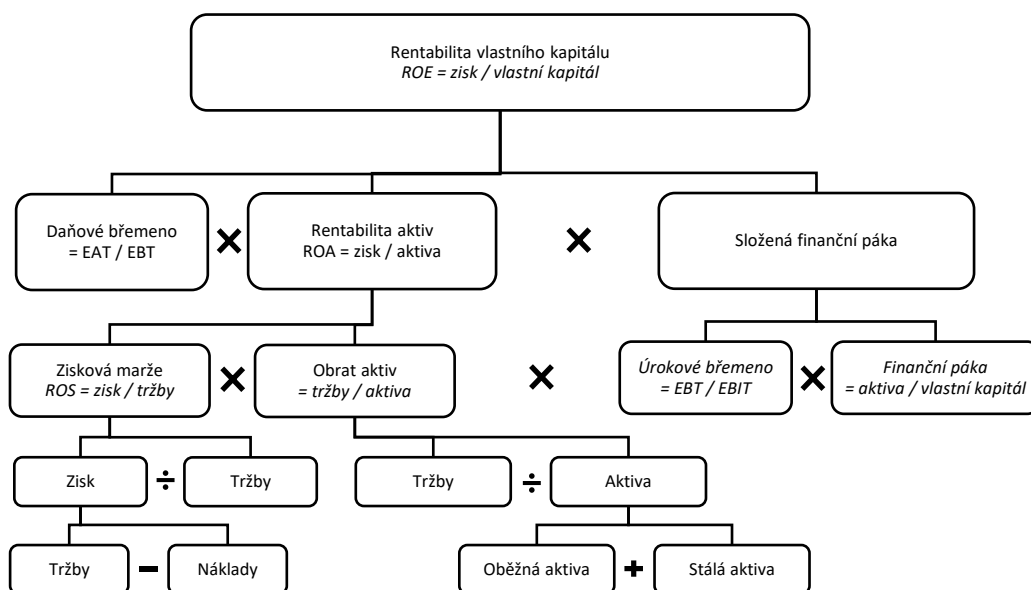 Rentabilita vlastního kapitálu
ROE = zisk / vlastní kapitál
Daňové břemeno
= EAT / EBT
×
Rentabilita aktiv
ROA = zisk / aktiva
×
Složená finanční páka
Zisková marže
ROS = zisk / tržby
×
Obrat aktiv
= tržby / aktiva
×
Úrokové břemeno
= EBT / EBIT
×
Finanční páka
= aktiva / vlastní kapitál
Zisk
÷
Tržby
Tržby
÷
Aktiva
Tržby
−
Náklady
Oběžná aktiva
+
Stálá aktiva